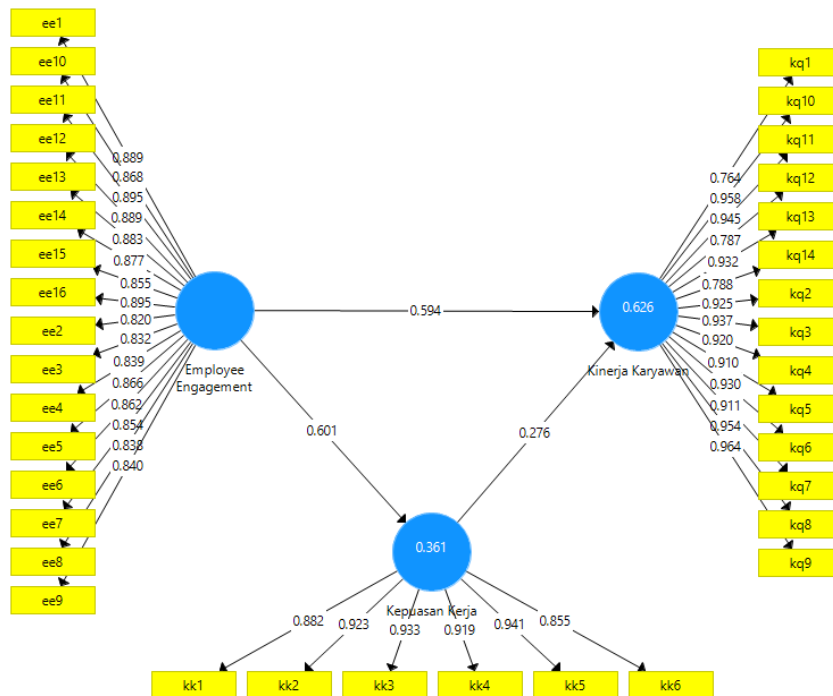 ee1
ee10
ee11
ee12
ee13
ee14
ee15
ee16
ee2
ee3
ee4
ee5
ee6
ee7
ee8
ee9
0.889
0.868
0.895
0.889
0.883
0.877
0.855
0.895
0.820
0.832
0.839
0.866
0.862
0.854
0.838
0.840
Employee
Engagement
0.594
0.601
0.276
0.626
Kinerja Karyawan
0.361
Kepuasan Kerja
0.764
0.958
0.945
0.787
0.932
0.788
0.925
0.937
0.920
0.910
0.930
0.911
0.954
0.964
kq1
kq10
kq11
kq12
kq13
kq14
kq2
kq3
kq4
kq5
kq6
kq7
kq8
kq9
0.882
0.923
0.933
0.919
0.941
0.855
kk1
kk2
kk3
kk4
kk5
kk6